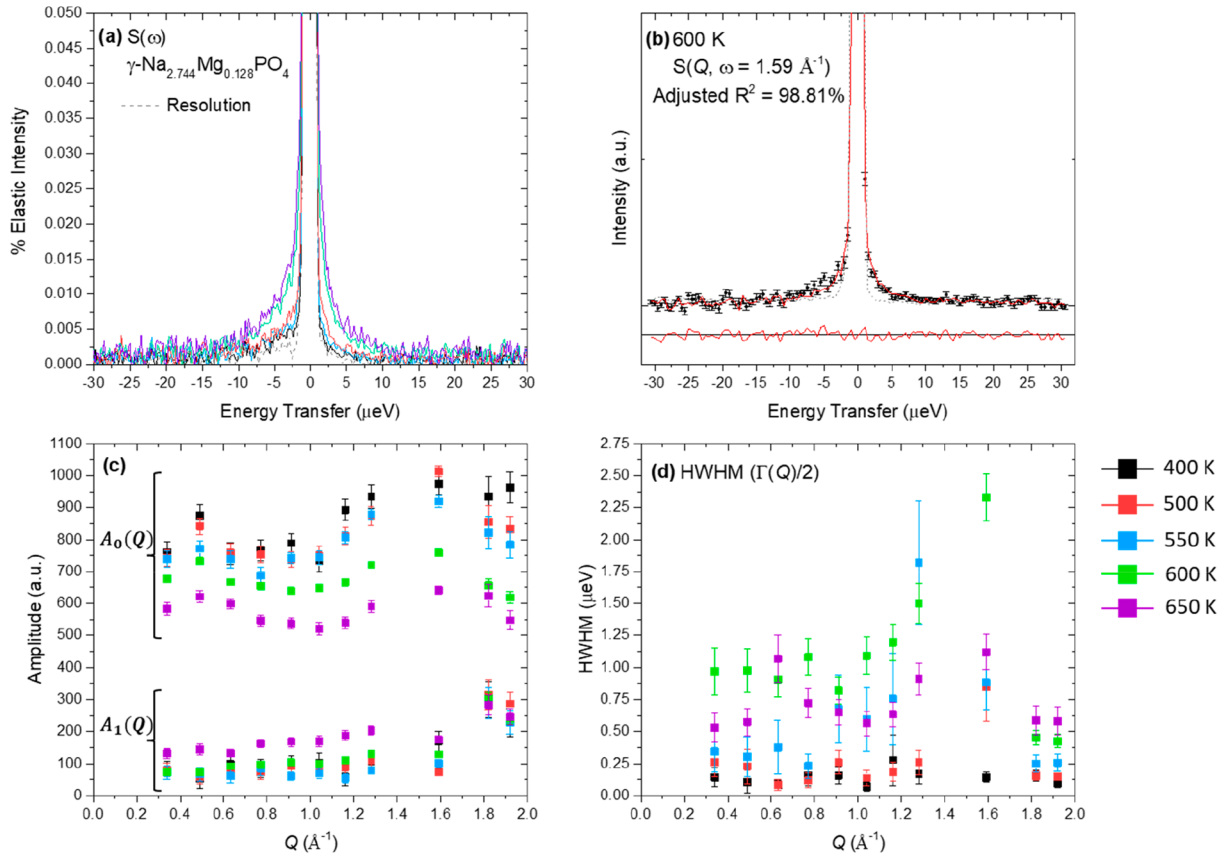 (a) S(ω)
γ-Na2.744Mg0.128PO4
Resolution
% Elastic Intensity
0.050
0.045
0.040
0.035
0.030
0.025
0.020
0.015
0.010
0.005
0.000
-30 -25 -20 -15 -10 -5 0 5 10 15 20 25 30
Energy Transfer (μeV)
(b) 600 K
S(Q, ω = 1.59 Å-1)
Adjusted R2 = 98.81%
Intensity (a.u.)
-30 -25 -20 -15 -10 -5 0 5 10 15 20 25 30
Energy Transfer (μeV)
(c)
A0(Q)
A1(Q)
Amplitude (a.u.)
1100
1000
900
800
700
600
500
400
300
200
100
0
0.0 0.2 0.4 0.6 0.8 1.0 1.2 1.4 1.6 1.8 2.0
Q (Å-1)
(d) HWHM (Γ(Q)/2)
HWHM (μeV)
2.75
2.50
2.25
2.00
1.75
1.50
1.25
1.00
0.75
0.50
0.25
0.00
0.0 0.2 0.4 0.6 0.8 1.0 1.2 1.4 1.6 1.8 2.0
Q (Å-1)
400 K
500 K
550 K
600 K
650 K